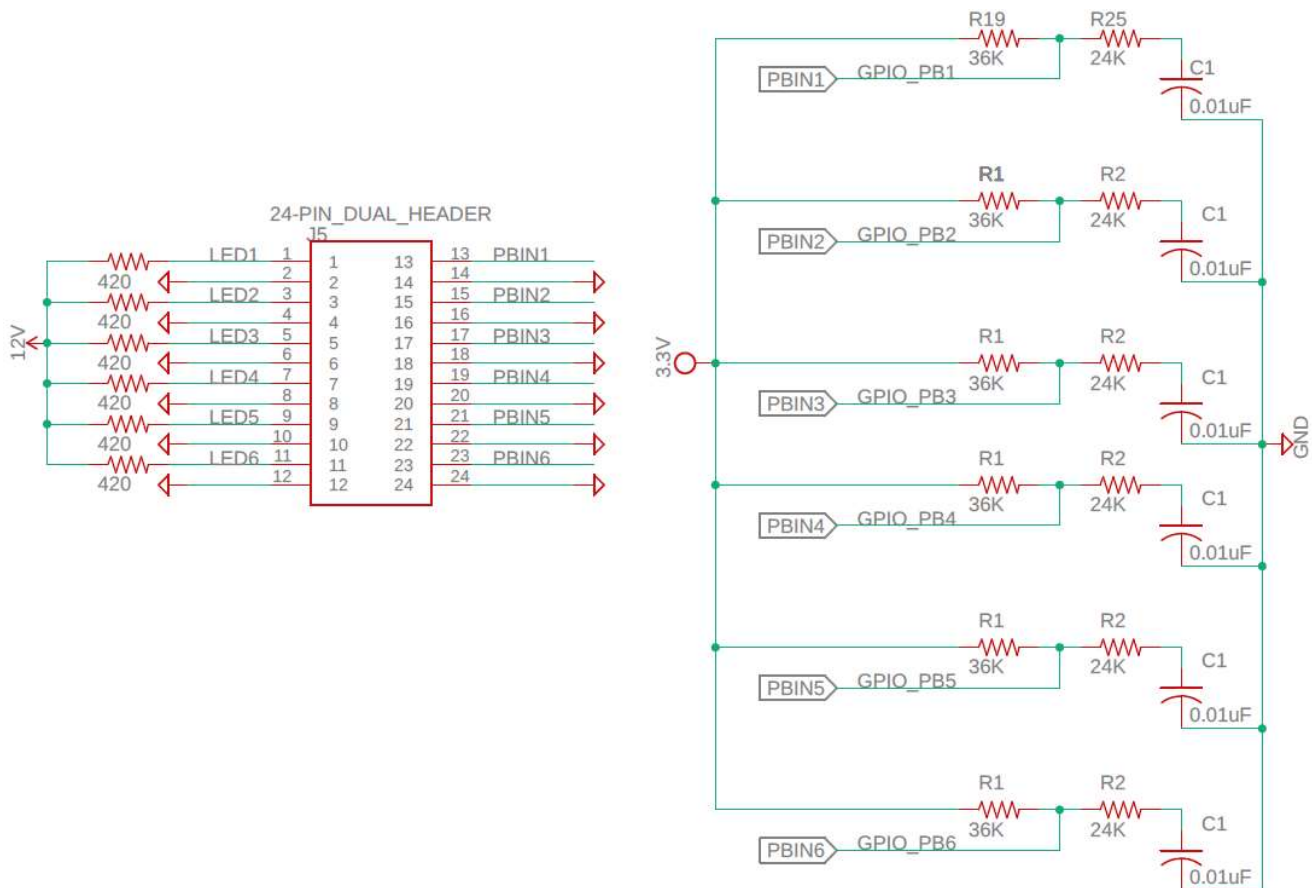 24-PIN_DUAL_HEADER
J5
12V
420
420
420
420
420
420
LED1 1 1 13 13 PBIN1
2 2 14 14
LED2 3 3 15 15 PBIN2
4 4 16 16
LED3 5 5 17 17 PBIN3
6 6 18 18
LED4 7 7 19 19 PBIN4
8 8 20 20
LED5 9 9 21 21 PBIN5
10 10 22 22
LED6 11 11 23 23 PBIN6
12 12 24 24
3.3V
R19 R25
36K 24K
C1
PBIN1 GPIO_PB1
0.01uF
R1 R2
36K 24K
C1
PBIN2 GPIO_PB2
0.01uF
R1 R2
36K 24K
C1
PBIN3 GPIO_PB3
0.01uF
GND
R1 R2
36K 24K
C1
PBIN4 GPIO_PB4
0.01uF
R1 R2
36K 24K
C1
PBIN5 GPIO_PB5
0.01uF
R1 R2
36K 24K
C1
PBIN6 GPIO_PB6
0.01uF